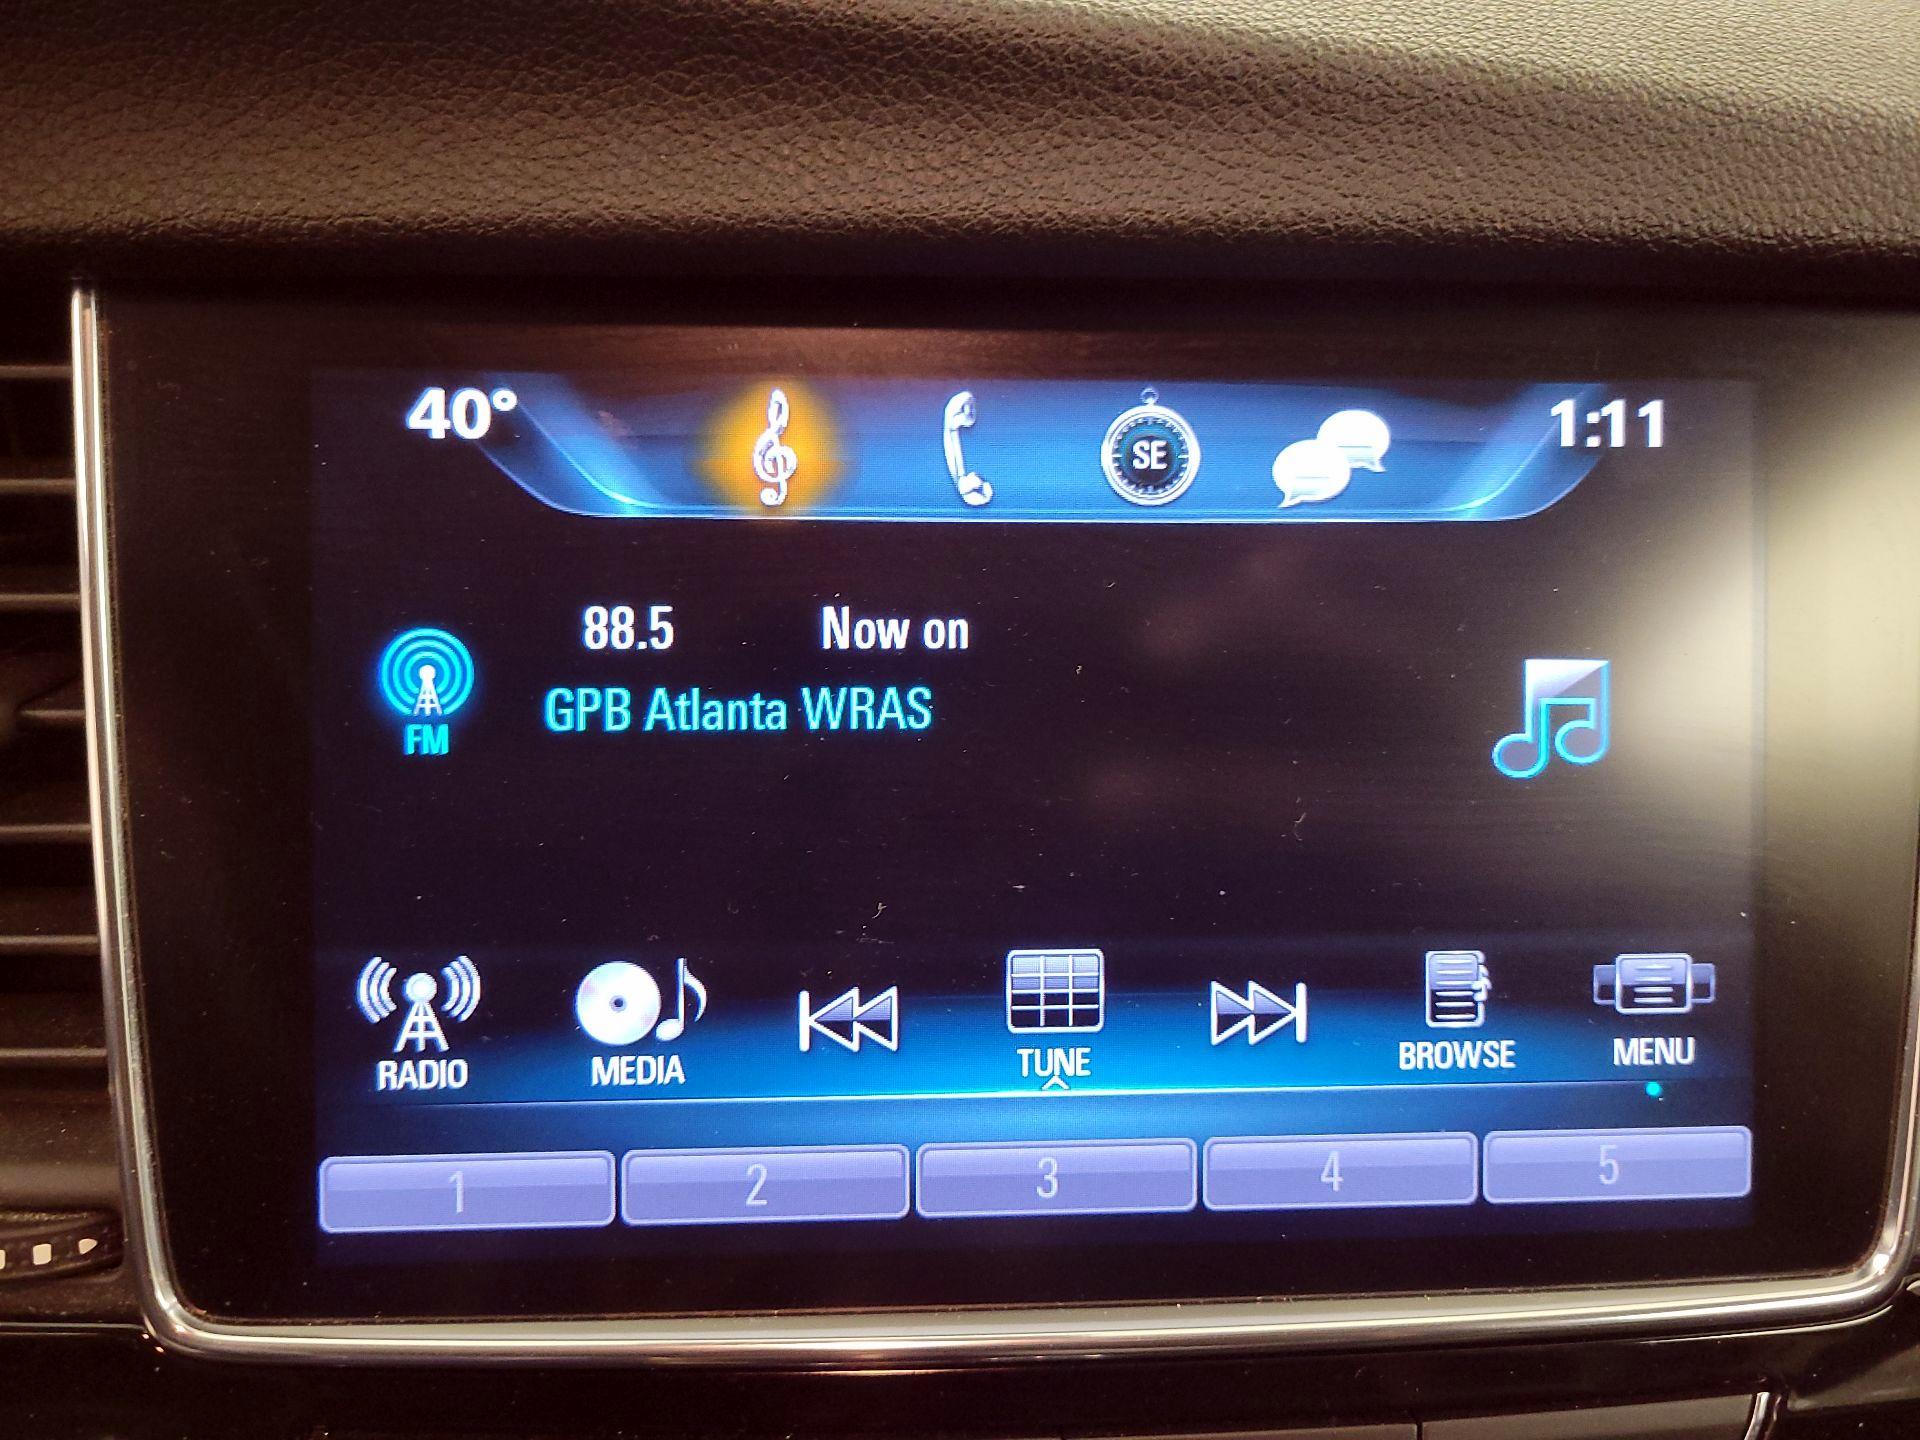 40°
SE
1:11
88.5 Now on
GPB Atlanta WRAS
FM
RADIO
MEDIA
TUNE
BROWSE
MENU
1
2
3
4
5